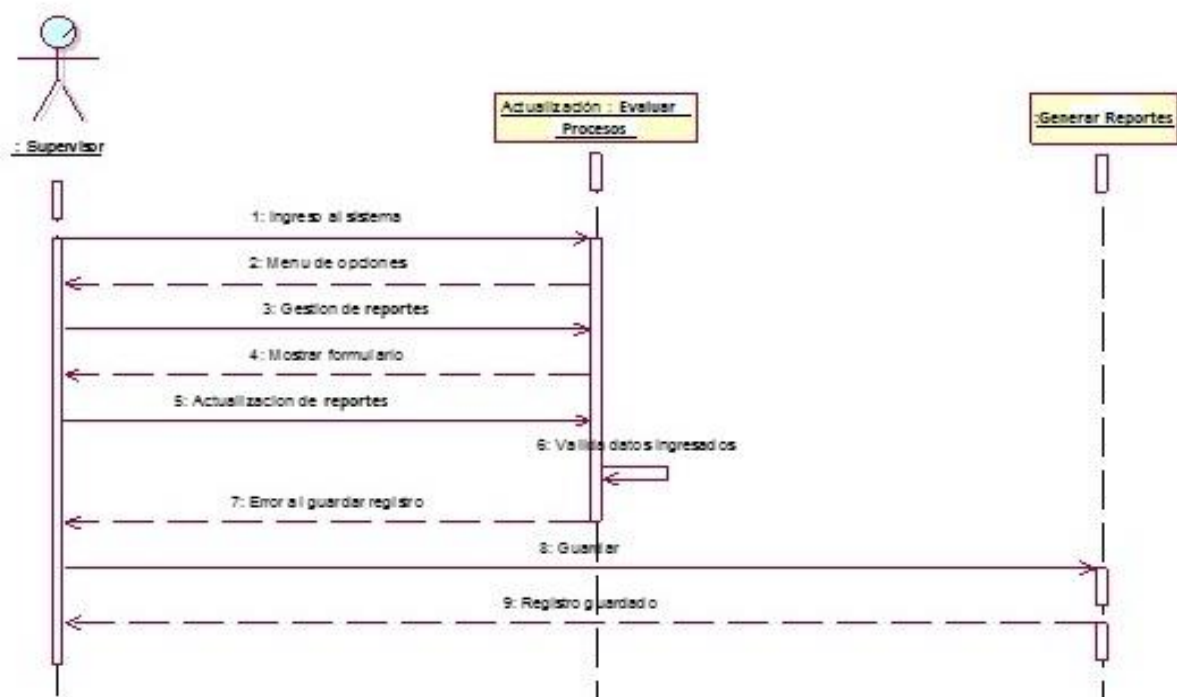 : Supervisor
Actualización : Evaluar
Procesos
:Generar Reportes
1: Ingreso al sistema
2: Menu de opciones
3: Gestion de reportes
4: Mostrar formulario
5: Actualizacion de reportes
6: Valida datos ingresados
7: Error al guardar registro
8: Guardar
9: Registro guardado